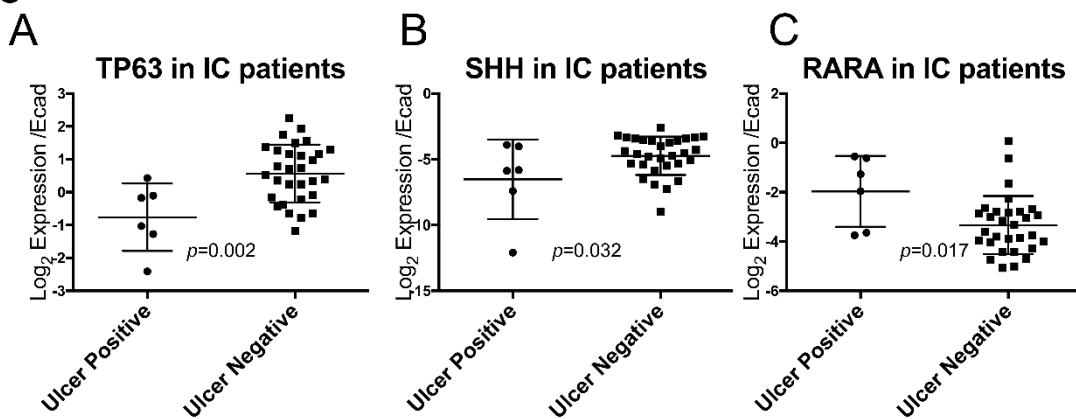 A
B
C
TP63 in IC patients
SHH in IC patients
RARA in IC patients
Log2 Expression /Ecad
3
2
1
0
-1
-2
-3
p=0.002
Ulcer Positive
Ulcer Negative
Log2 Expression /Ecad
0
-5
-10
-15
p=0.032
Ulcer Positive
Ulcer Negative
Log2 Expression /Ecad
2
0
-2
-4
-6
p=0.017
Ulcer Positive
Ulcer Negative